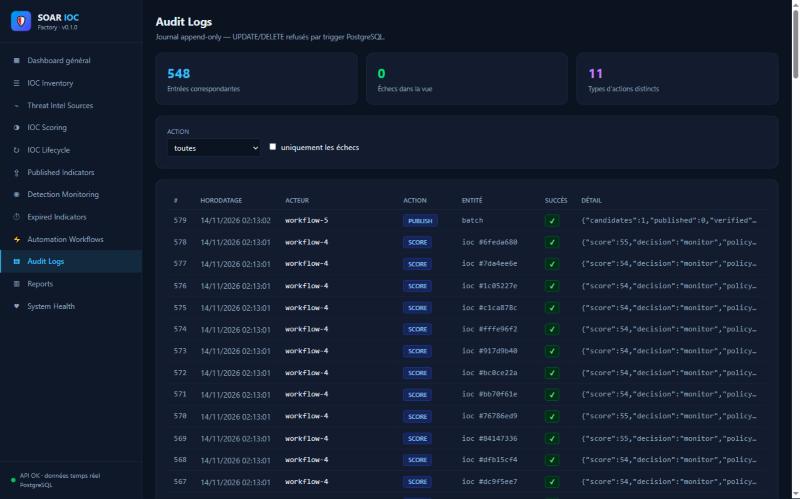 SOAR IOC
Factory · v0.1.0
Dashboard général
IOC Inventory
Threat Intel Sources
IOC Scoring
IOC Lifecycle
Published Indicators
Detection Monitoring
Expired Indicators
Automation Workflows
Audit Logs
Reports
System Health
API OK · données temps réel
PostgreSQL
Audit Logs
Journal append-only — UPDATE/DELETE refusés par trigger PostgreSQL.
548
Entrées correspondantes
0
Échecs dans la vue
11
Types d'actions distincts
ACTION
toutes
uniquement les échecs
# HORODATAGE ACTEUR ACTION ENTITÉ SUCCÈS DÉTAIL
579 14/11/2026 02:13:02 workflow-5 PUBLISH batch ✓ {"candidates":1,"published":0,"verified"…
578 14/11/2026 02:13:01 workflow-4 SCORE ioc #6feda680 ✓ {"score":55,"decision":"monitor","policy…
577 14/11/2026 02:13:01 workflow-4 SCORE ioc #7da4ee6e ✓ {"score":54,"decision":"monitor","policy…
576 14/11/2026 02:13:01 workflow-4 SCORE ioc #1c05227e ✓ {"score":54,"decision":"monitor","policy…
575 14/11/2026 02:13:01 workflow-4 SCORE ioc #c1ca878c ✓ {"score":54,"decision":"monitor","policy…
574 14/11/2026 02:13:01 workflow-4 SCORE ioc #fffe96f2 ✓ {"score":54,"decision":"monitor","policy…
573 14/11/2026 02:13:01 workflow-4 SCORE ioc #917d9b40 ✓ {"score":54,"decision":"monitor","policy…
572 14/11/2026 02:13:01 workflow-4 SCORE ioc #bc0ce22a ✓ {"score":54,"decision":"monitor","policy…
571 14/11/2026 02:13:01 workflow-4 SCORE ioc #bb70f61e ✓ {"score":54,"decision":"monitor","policy…
570 14/11/2026 02:13:01 workflow-4 SCORE ioc #76786ed9 ✓ {"score":55,"decision":"monitor","policy…
569 14/11/2026 02:13:01 workflow-4 SCORE ioc #84147336 ✓ {"score":54,"decision":"monitor","policy…
568 14/11/2026 02:13:01 workflow-4 SCORE ioc #dfb15cf4 ✓ {"score":54,"decision":"monitor","policy…
567 14/11/2026 02:13:01 workflow-4 SCORE ioc #dc9f5ee7 ✓ {"score":54,"decision":"monitor","policy…